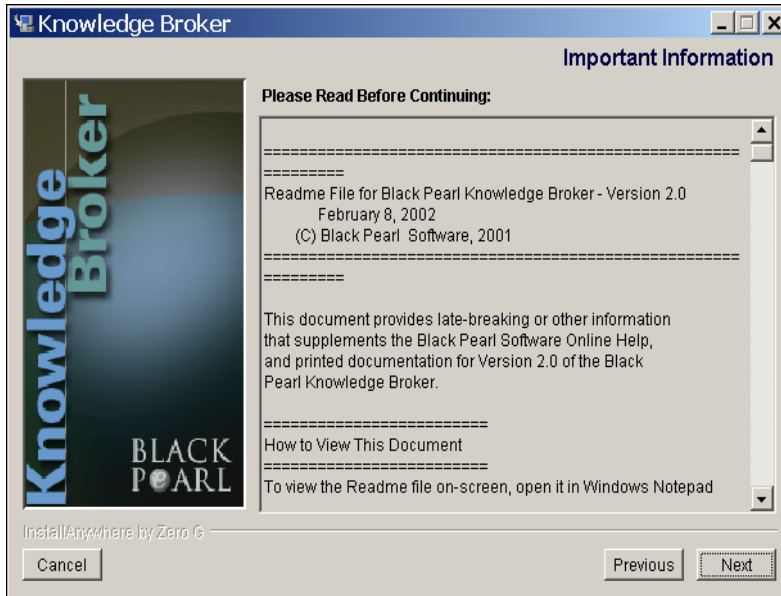 Knowledge Broker
Important Information
Knowledge
Broker
BLACK
PEARL
Please Read Before Continuing:
=====================================================
=========
Readme File for Black Pearl Knowledge Broker - Version 2.0
February 8, 2002
(C) Black Pearl  Software, 2001
=====================================================
=========
This document provides late-breaking or other information
that supplements the Black Pearl Software Online Help,
and printed documentation for Version 2.0 of the Black
Pearl Knowledge Broker.
=========================
How to View This Document
=========================
To view the Readme file on-screen, open it in Windows Notepad
InstallAnywhere by Zero G
Cancel
Previous
Next